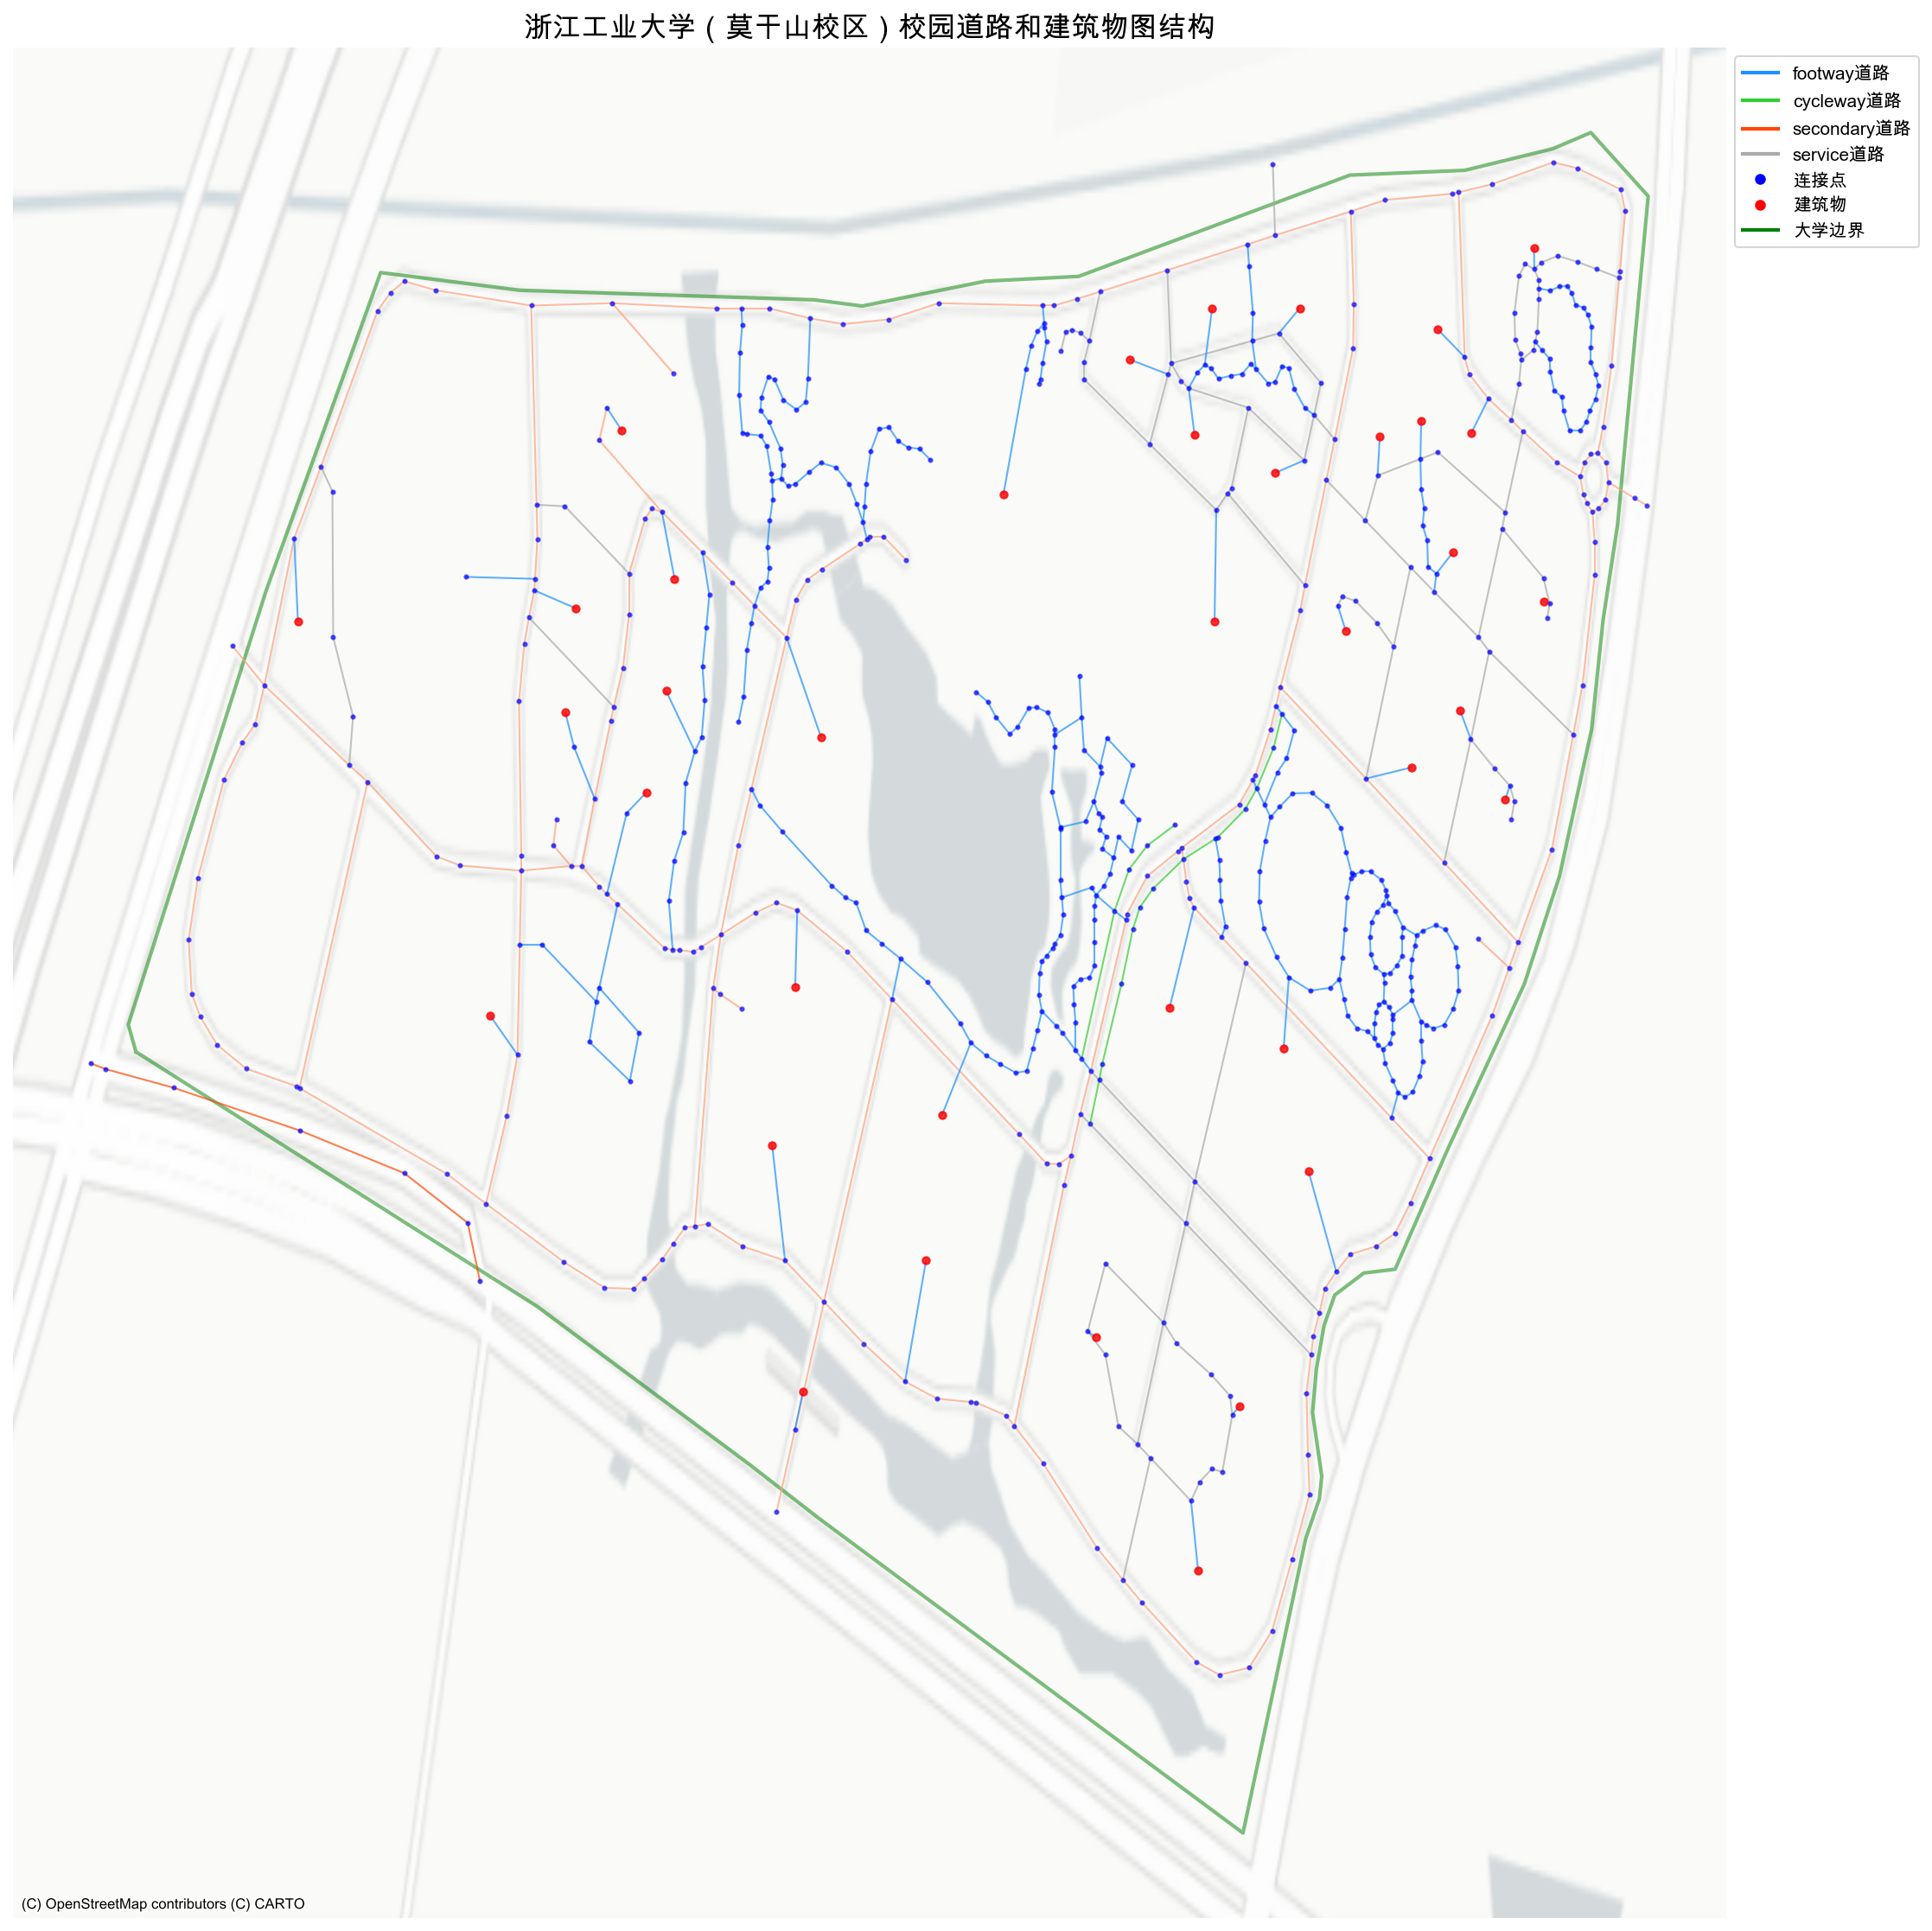 浙江工业大学（莫干山校区）校园道路和建筑物图结构
footway道路
cycleway道路
secondary道路
service道路
连接点
建筑物
大学边界
(C) OpenStreetMap contributors (C) CARTO